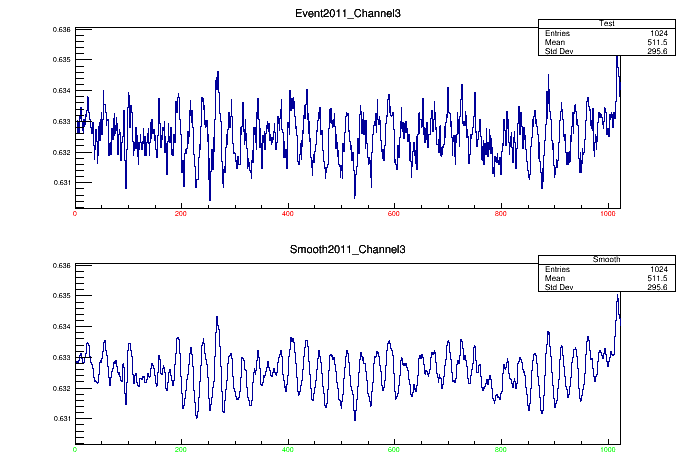 Event2011_Channel3
Test
Entries 1024
Mean 511.5
Std Dev 295.6
0.636
0.635
0.634
0.633
0.632
0.631
0 200 400 600 800 1000
Smooth2011_Channel3
Smooth
Entries 1024
Mean 511.5
Std Dev 295.6
0.636
0.635
0.634
0.633
0.632
0.631
0 200 400 600 800 1000